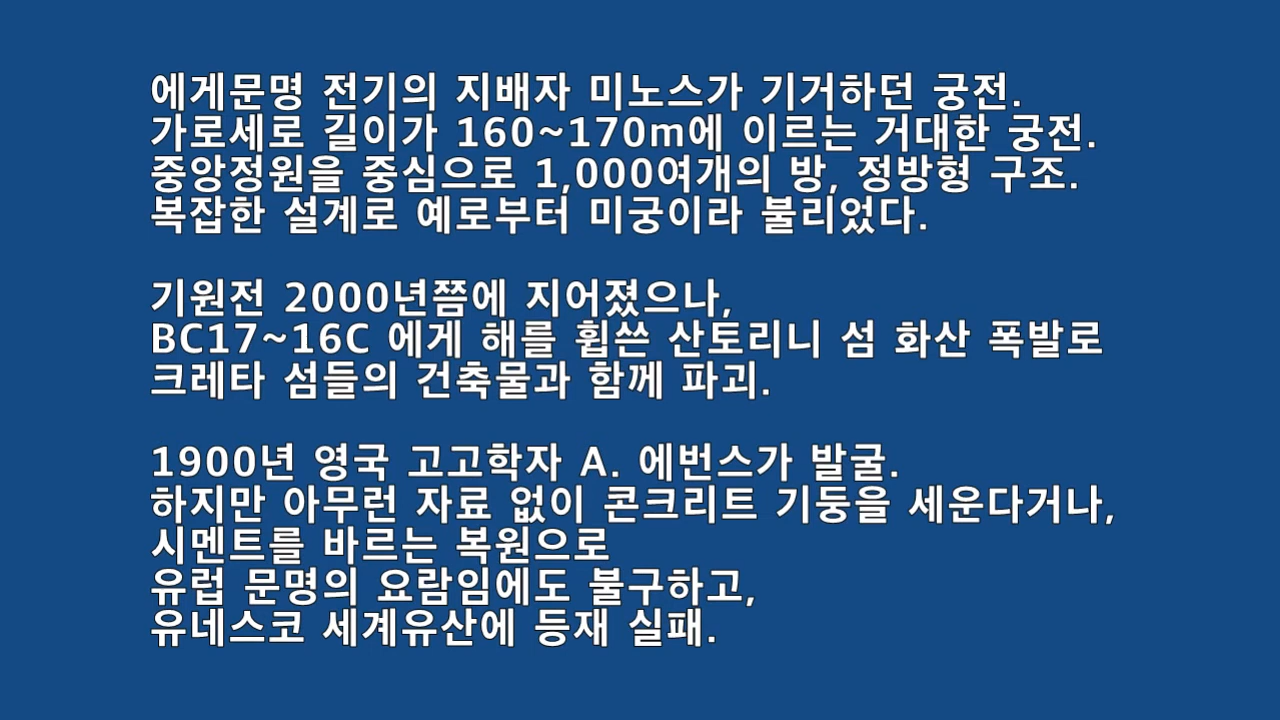 에게문명 전기의 지배자 미노스가 기거하던 궁전.
가로세로 길이가 160~170m에 이르는 거대한 궁전.
중앙정원을 중심으로 1,000여개의 방, 정방형 구조.
복잡한 설계로 예로부터 미궁이라 불리었다.
기원전 2000년쯤에 지어졌으나,
BC17~16C 에게 해를 휩쓴 산토리니 섬 화산 폭발로
크레타 섬들의 건축물과 함께 파괴.
1900년 영국 고고학자 A. 에번스가 발굴.
하지만 아무런 자료 없이 콘크리트 기둥을 세운다거나,
시멘트를 바르는 복원으로
유럽 문명의 요람임에도 불구하고,
유네스코 세계유산에 등재 실패.